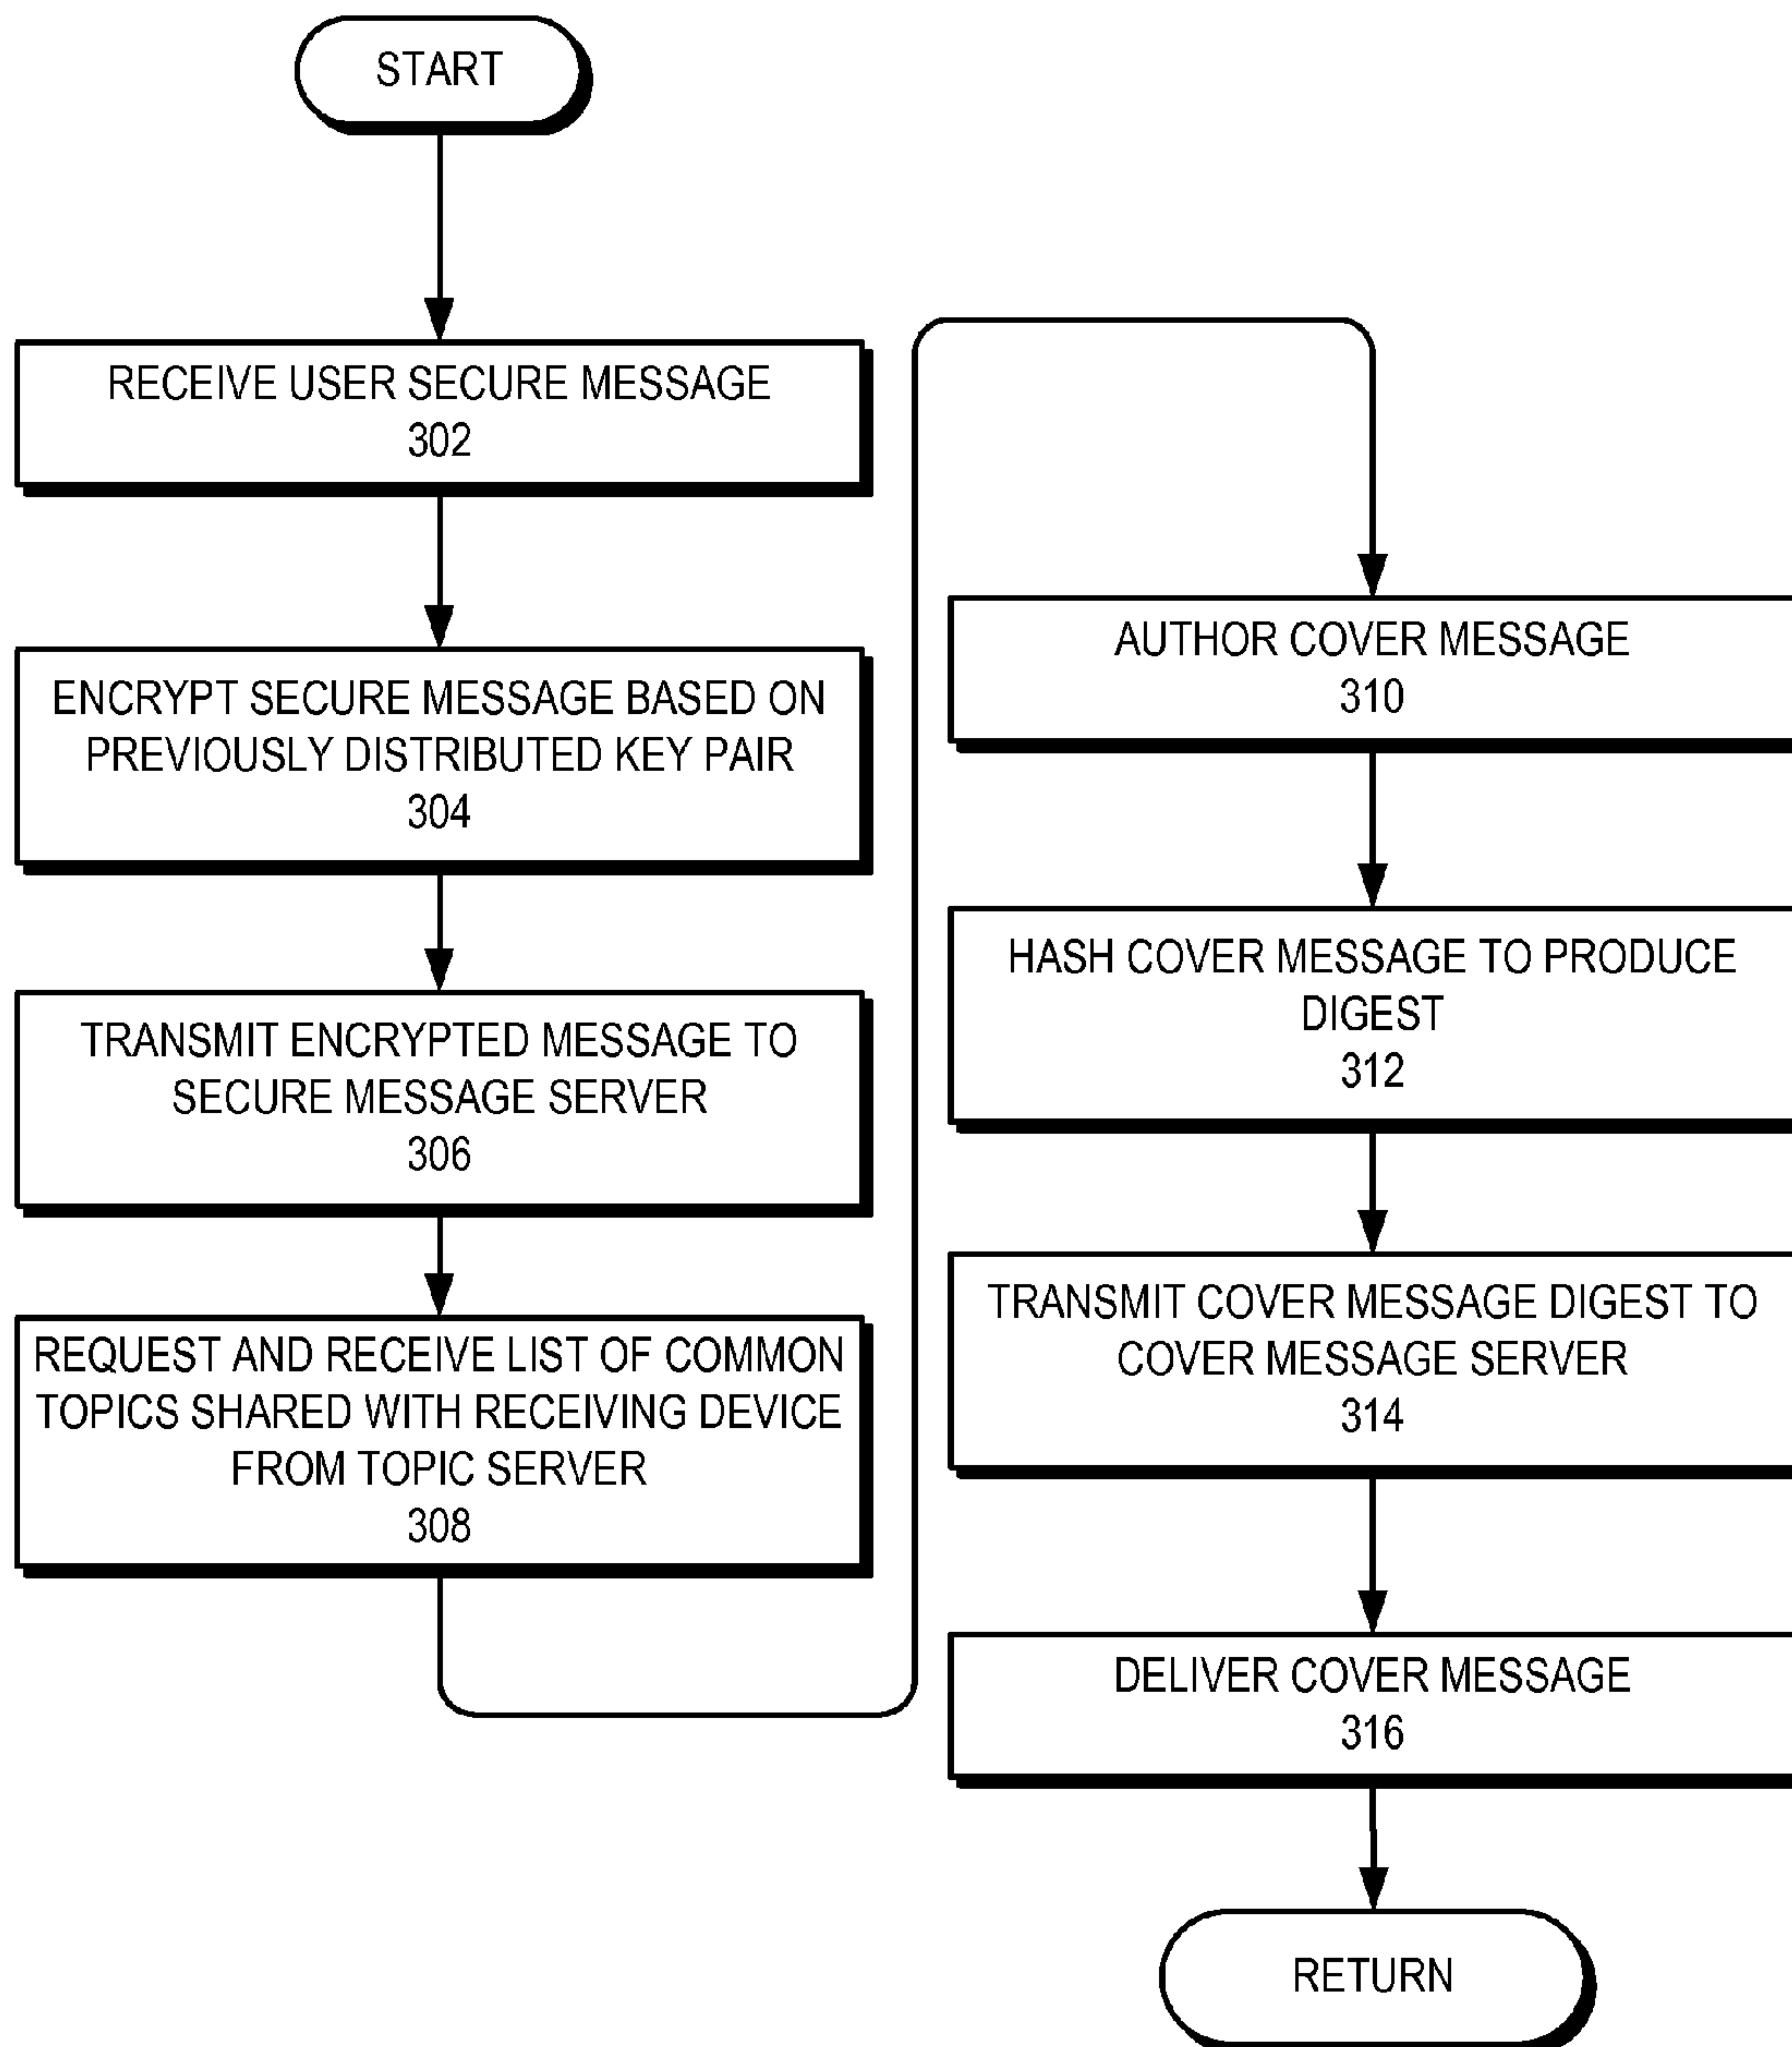 START
RECEIVE USER SECURE MESSAGE
302
ENCRYPT SECURE MESSAGE BASED ON
PREVIOUSLY DISTRIBUTED KEY PAIR
304
TRANSMIT ENCRYPTED MESSAGE TO
SECURE MESSAGE SERVER
306
REQUEST AND RECEIVE LIST OF COMMON
TOPICS SHARED WITH RECEIVING DEVICE
FROM TOPIC SERVER
308
AUTHOR COVER MESSAGE
310
HASH COVER MESSAGE TO PRODUCE
DIGEST
312
TRANSMIT COVER MESSAGE DIGEST TO
COVER MESSAGE SERVER
314
DELIVER COVER MESSAGE
316
RETURN